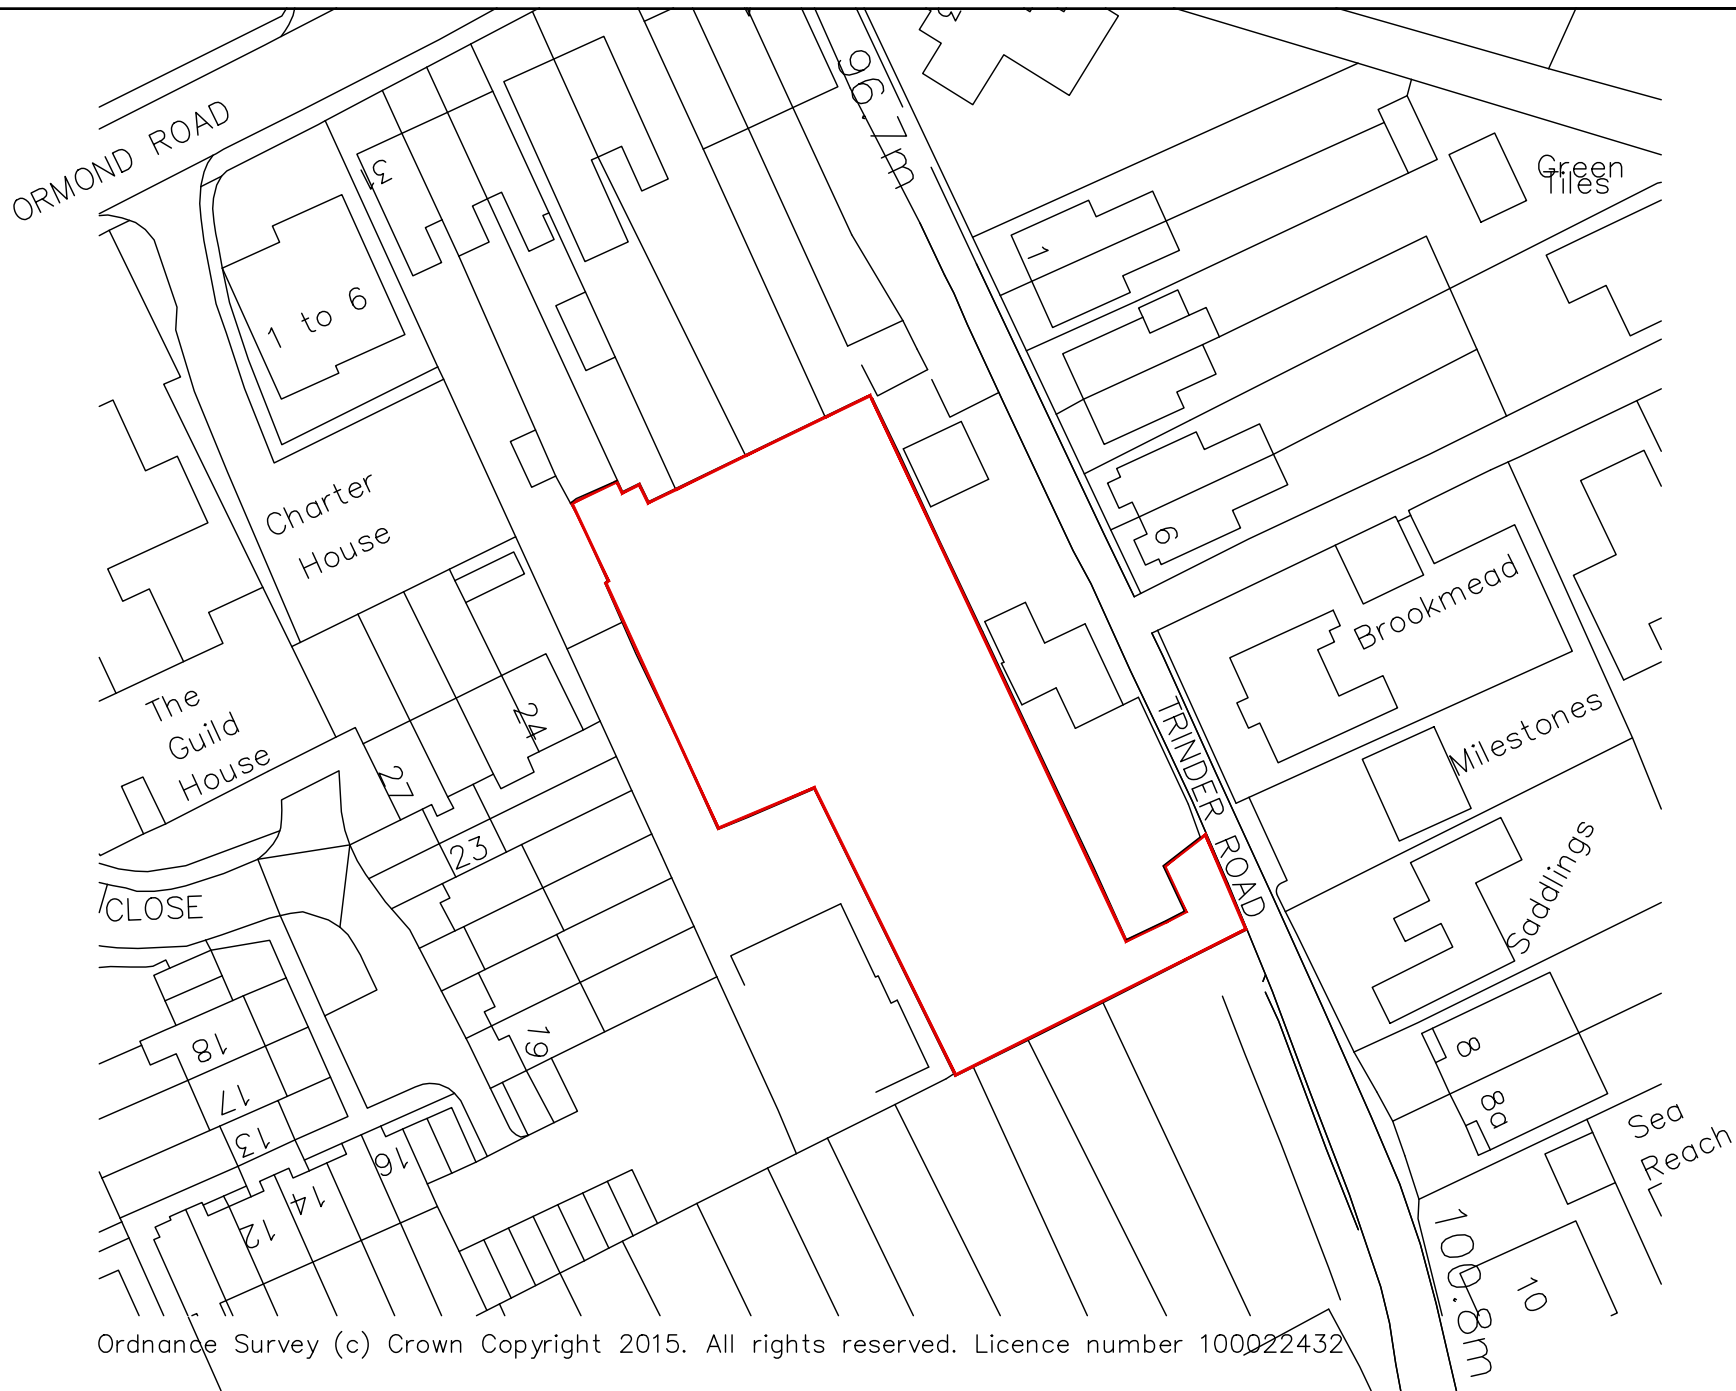 ORMOND ROAD
96.7m
31
1 to 6
Green
Tiles
1
Charter
House
6
Brookmead
The
Guild
House
24
27
TRINDER ROAD
Milestones
23
CLOSE
Saddlings
18
19
17
13
16
14
12
8
8a
Sea
Reach
100.8m
10
Ordnance Survey (c) Crown Copyright 2015. All rights reserved. Licence number 100022432